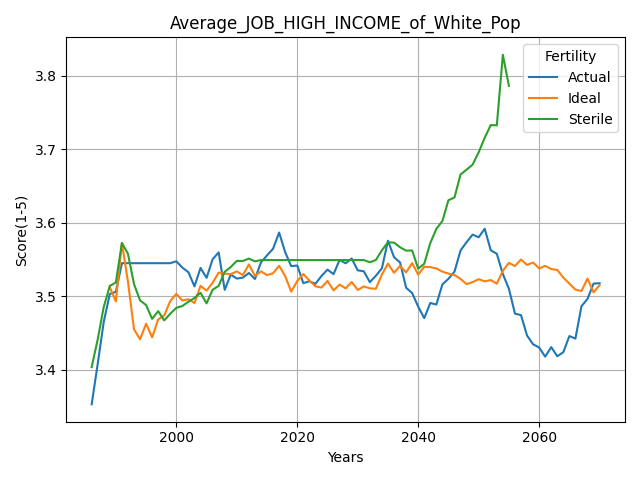 Average_JOB_HIGH_INCOME_of_White_Pop
Fertility
Actual
Ideal
Sterile
Score(1-5)
3.8
3.7
3.6
3.5
3.4
2000
2020
2040
2060
Years